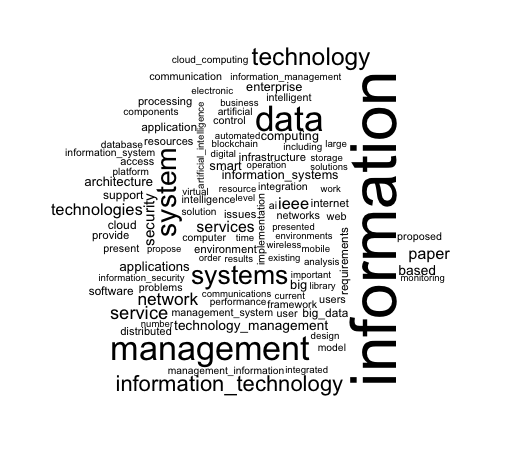 cloud_computing technology
communication information_management
electronic enterprise
processing business intelligent
components artificial data
control
application automated computing
database resources blockchain including large
information_system digital infrastructure storage
access smart operation solutions
platform artificial_intelligence information_systems
architecture virtual resource integration work
support intelligence level
technologies security system solution ai ieee internet
cloud issues networks web
provide services implementation presented
computer time environments proposed
present propose environment wireless mobile
order results existing analysis paper
applications systems important requirements based
information_security big library monitoring
software problems communications current users
network performance framework
service management_system user big_data
number technology_management
distributed design
management model
management_information integrated
information_technology information